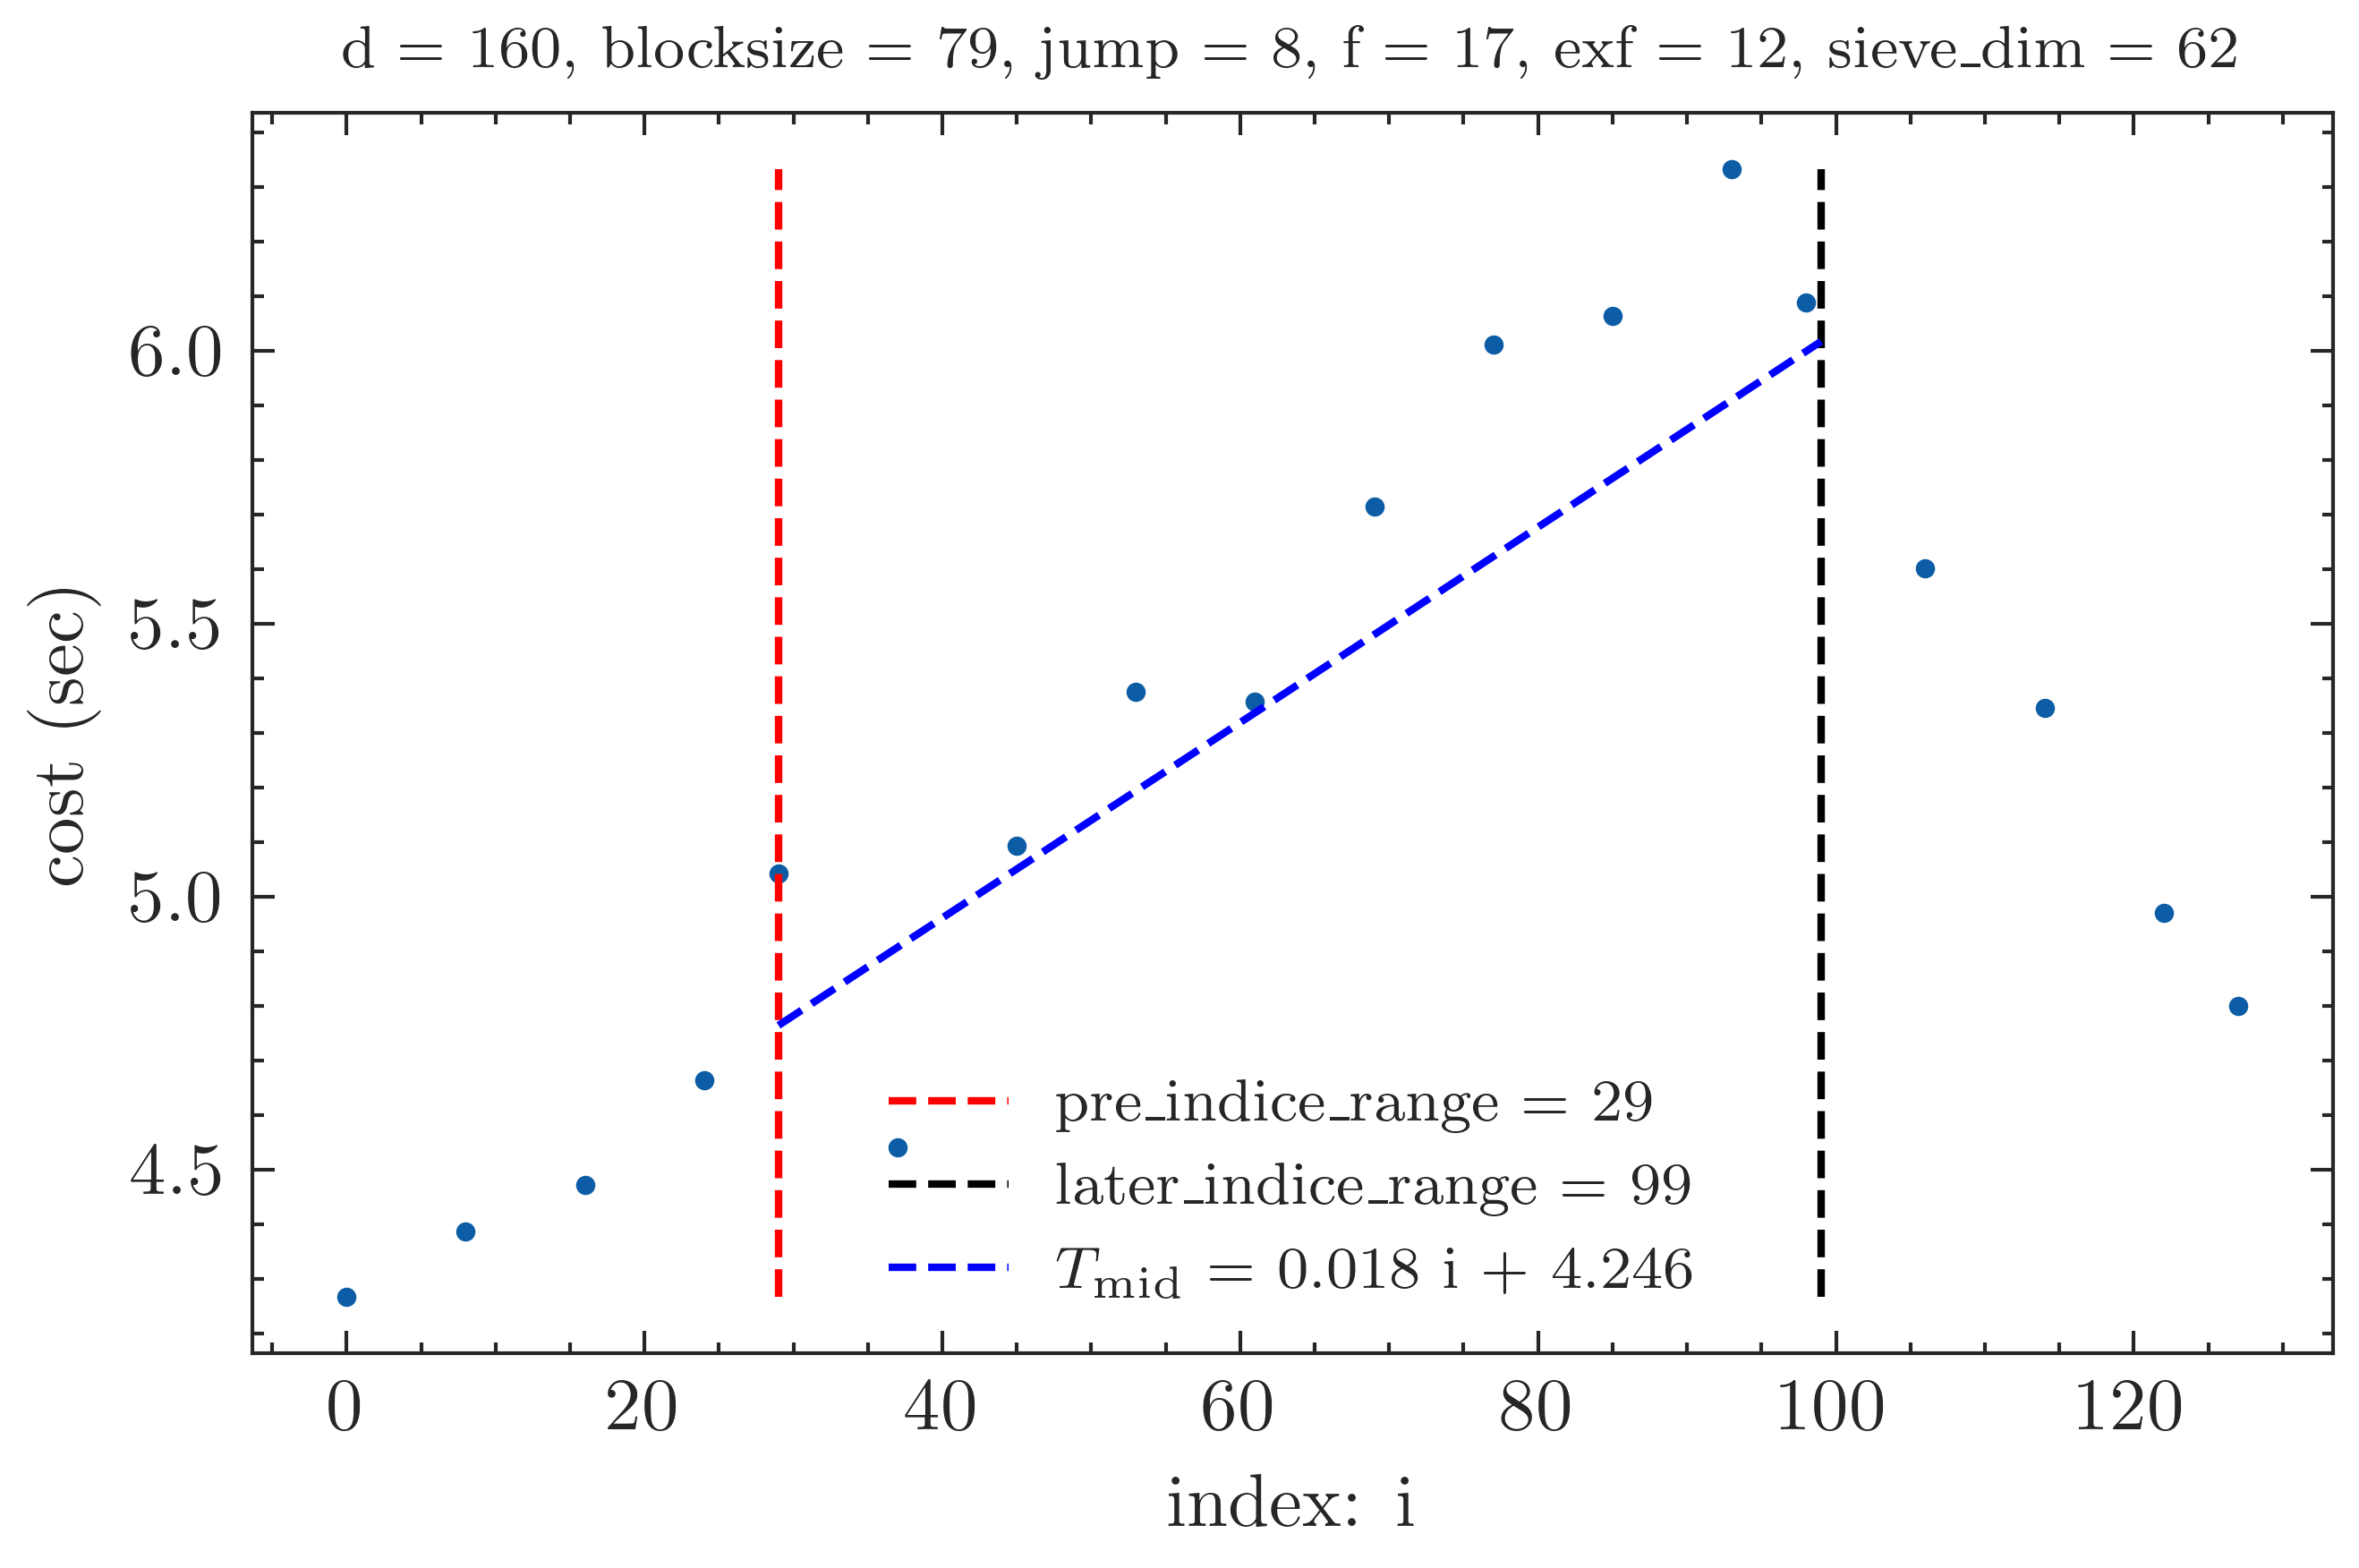 d = 160, blocksize = 79, jump = 8, f = 17, exf = 12, sieve_dim = 62
cost (sec)
6.0
5.5
5.0
4.5
pre_indice_range = 29
later_indice_range = 99
T_mid = 0.018 i + 4.246
0 20 40 60 80 100 120
index: i